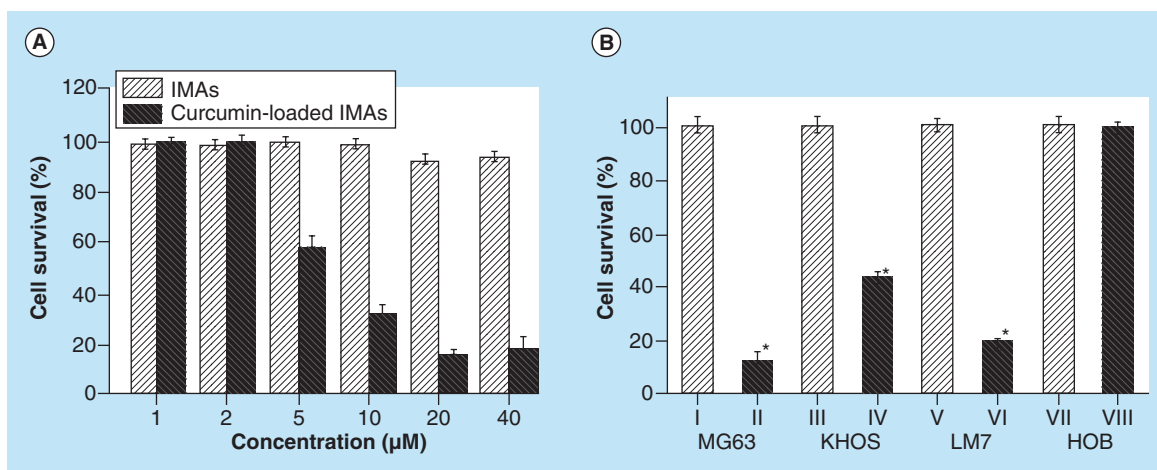 A
IMAs
Curcumin-loaded IMAs
Cell survival (%)
120
100
80
60
40
20
0
1 2 5 10 20 40
Concentration (µM)
B
Cell survival (%)
100
80
60
40
20
0
* * *
I II III IV V VI VII VIII
MG63 KHOS LM7 HOB